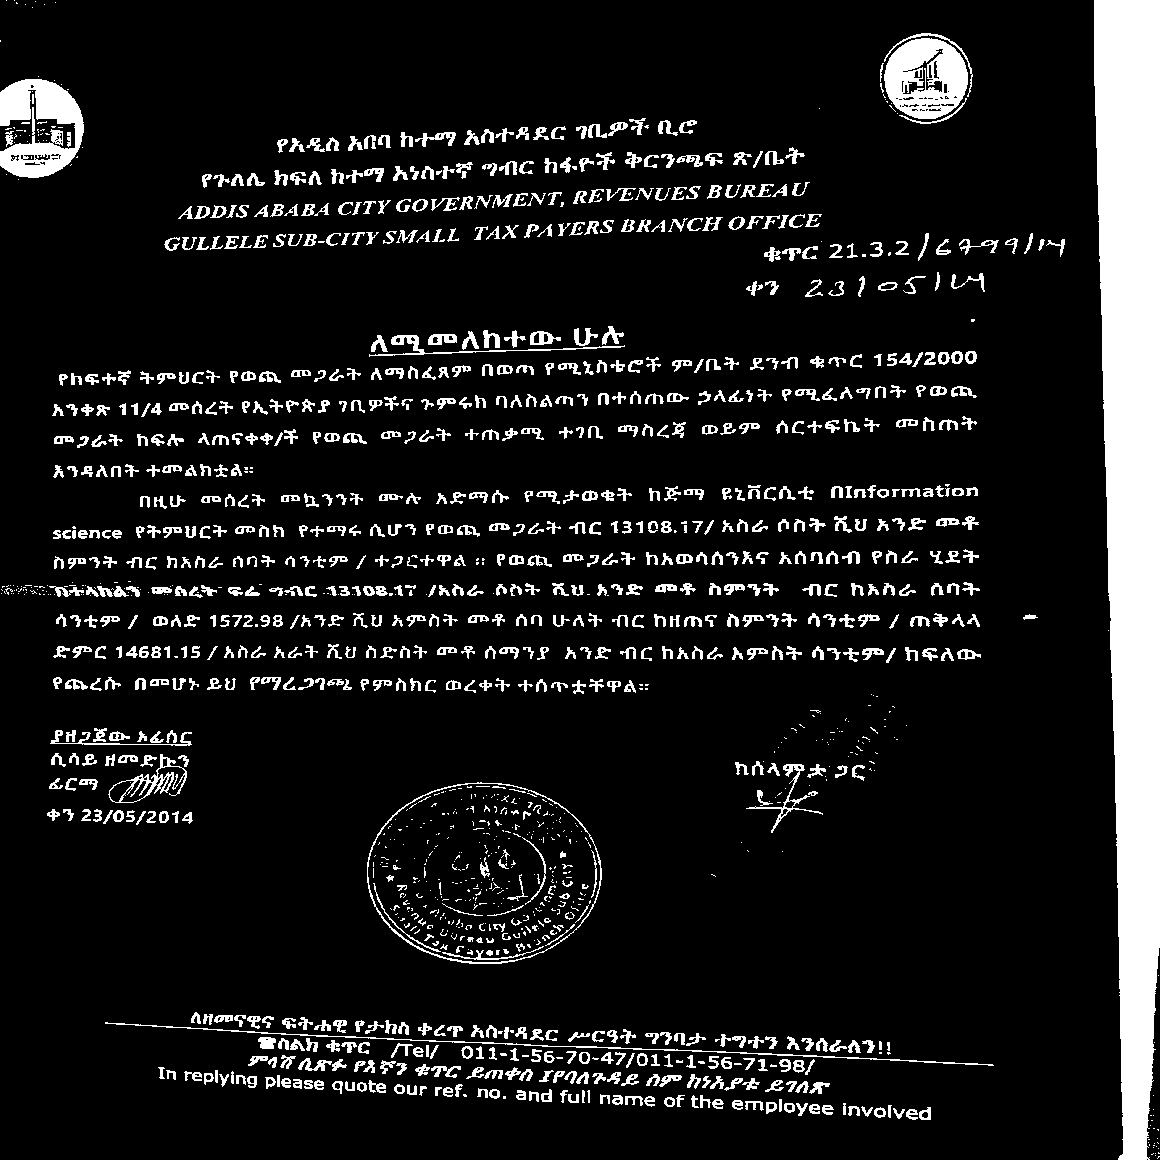 የአዲስ አበባ ከተማ አስተዳደር ገቢዎች ቢሮ
የጉለሌ ክፍለ ከተማ አነስተኛ ግብር ከፋዮች ቅርንጫፍ ጽ/ቤት
ADDIS ABABA CITY GOVERNMENT, REVENUES BUREAU
GULLELE SUB-CITY SMALL TAX PAYERS BRANCH OFFICE
ቁጥር 21.3.2/6799/14
ቀን 23/05/14
ለሚመለከተው ሁሉ
የከፍተኛ ትምህርት የወጪ መጋራት ለማስፈጸም በወጣ የሚኒስቴሮች ም/ቤት ደንብ ቁጥር 154/2000
አንቀጽ 11/4 መሰረት የኢትዮጵያ ገቢዎችና ጉምሩክ ባለስልጣን በተሰጠው ኃላፊነት የሚፈለግበት የወጪ
መጋራት ከፍሎ ላጠናቀቀ/ች የወጪ መጋራት ተጠቃሚ ተገቢ ማስረጃ ወይም ሰርተፍኬት መስጠት
እንዳለበት ተመልክቷል።
በዚሁ መሰረት መኳንንት ሙሉ አድማሱ የሚታወቁት ከጅማ ዩኒቨርሲቲ በInformation
science የትምህርት መስክ የተማሩ ሲሆን የወጪ መጋራት ብር 13108.17/ አስራ ሶስት ሺህ አንድ መቶ
ስምንት ብር ከአስራ ሰባት ሳንቲም / ተጋርተዋል ። የወጪ መጋራት ከአወሳሰንእና አሰባሰብ የስራ ሂደት
በተላከልን መሰረት ፍሬ ግብር 13108.17 /አስራ ሶስት ሺህ አንድ መቶ ስምንት ብር ከአስራ ሰባት
ሳንቲም / ወለድ 1572.98 /አንድ ሺህ አምስት መቶ ሰባ ሁለት ብር ከዘጠና ስምንት ሳንቲም / ጠቅላላ
ድምር 14681.15 / አስራ አራት ሺህ ስድስት መቶ ሰማንያ አንድ ብር ከአስራ አምስት ሳንቲም/ ከፍለው
የጨረሱ በመሆኑ ይህ የማረጋገጫ የምስክር ወረቀት ተሰጥቷቸዋል።
ያዘጋጀው ኦፊሰር
ሲሳይ ዘመድኩን
ፊርማ
ቀን 23/05/2014
ከሰላምታ ጋር
Ababa City Government
Revenue Bureau Gullele Sub City
Small Tax Payers Branch Office
ለዘመናዊና ፍትሐዊ የታክስ ቀረጥ አስተዳደር ሥርዓት ግንባታ ተግተን እንሰራለን!!
☎ስልክ ቁጥር /Tel/ 011-1-56-70-47/011-1-56-71-98/
ምላሽ ሲጽፉ የእኛን ቁጥር ይጠቀሱ የባለጉዳይ ስም ከነአያቱ ይገለጽ
In replying please quote our ref. no. and full name of the employee involved